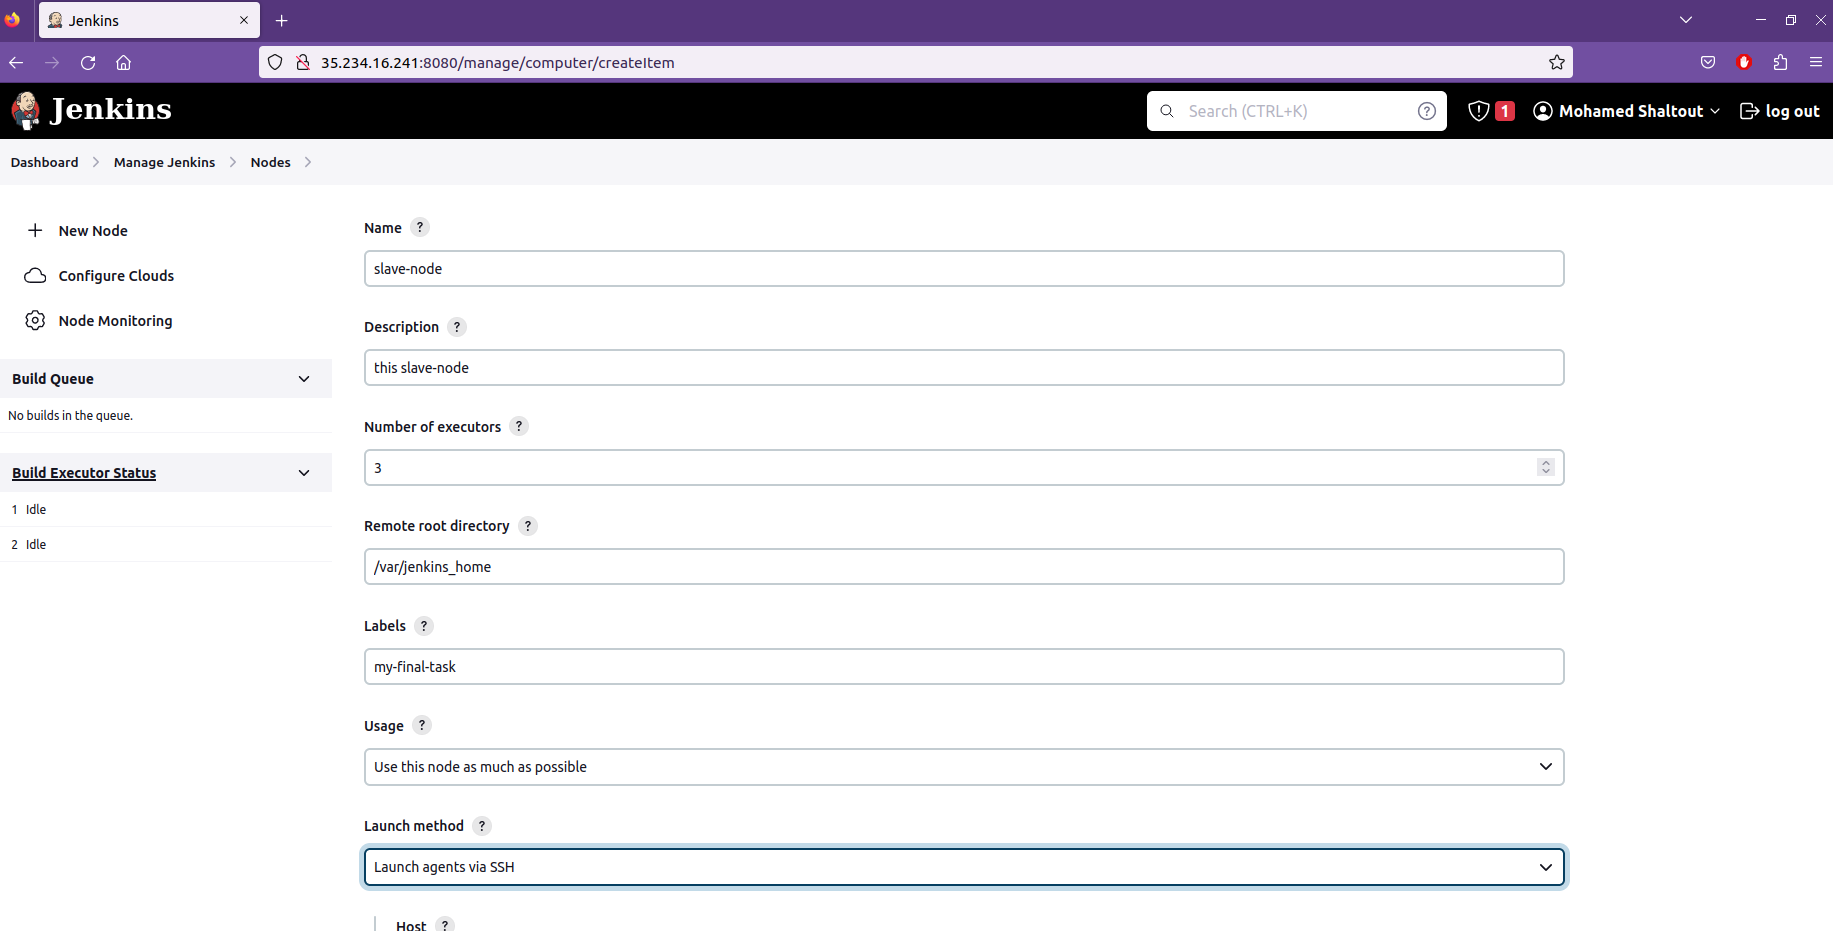 Jenkins
35.234.16.241:8080/manage/computer/createItem
Jenkins
Search (CTRL+K)
?
1
Mohamed Shaltout
log out
Dashboard
Manage Jenkins
Nodes
New Node
Configure Clouds
Node Monitoring
Build Queue
No builds in the queue.
Build Executor Status
1 Idle
2 Idle
Name ?
slave-node
Description ?
this slave-node
Number of executors ?
3
Remote root directory ?
/var/jenkins_home
Labels ?
my-final-task
Usage ?
Use this node as much as possible
Launch method ?
Launch agents via SSH
Host ?